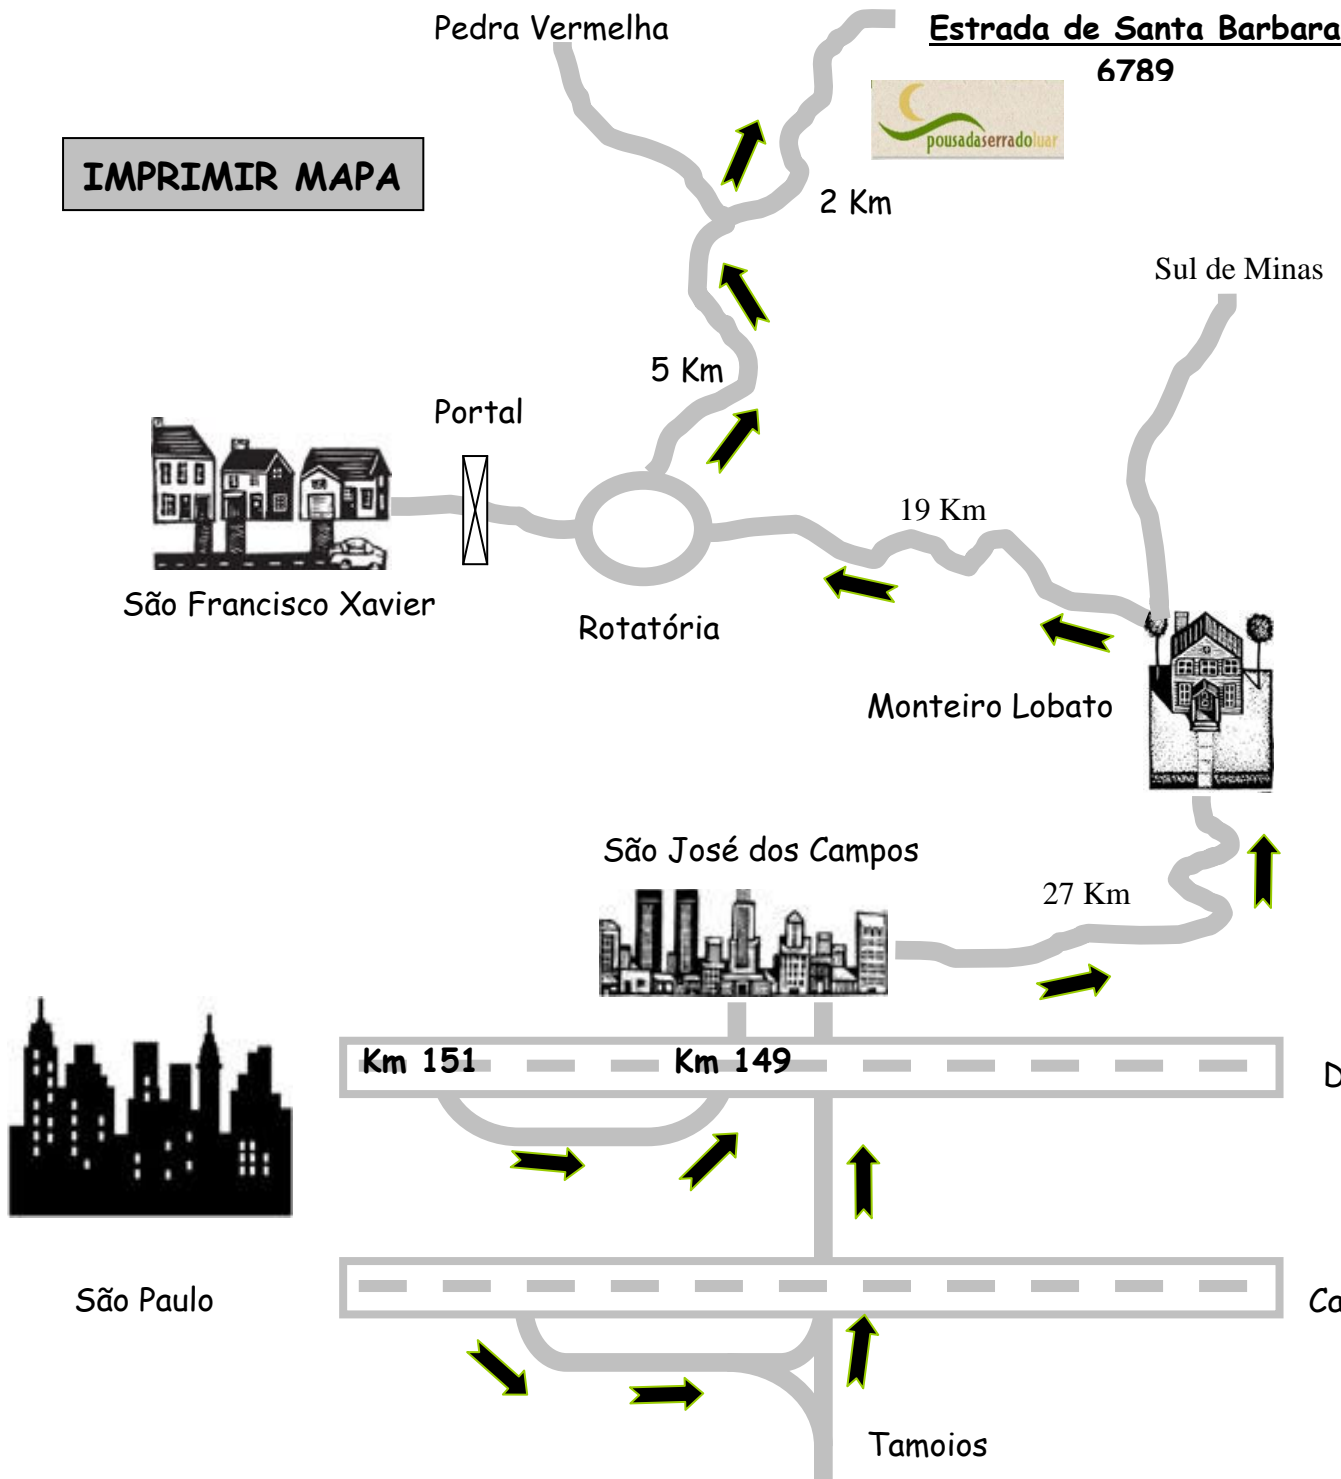 Pedra Vermelha
Estrada de Santa Barbara
6789
pousadaserradoluar
IMPRIMIR MAPA
2 Km
Sul de Minas
5 Km
Portal
19 Km
São Francisco Xavier
Rotatória
Monteiro Lobato
São José dos Campos
27 Km
Km 151
Km 149
D
São Paulo
Ca
Tamoios